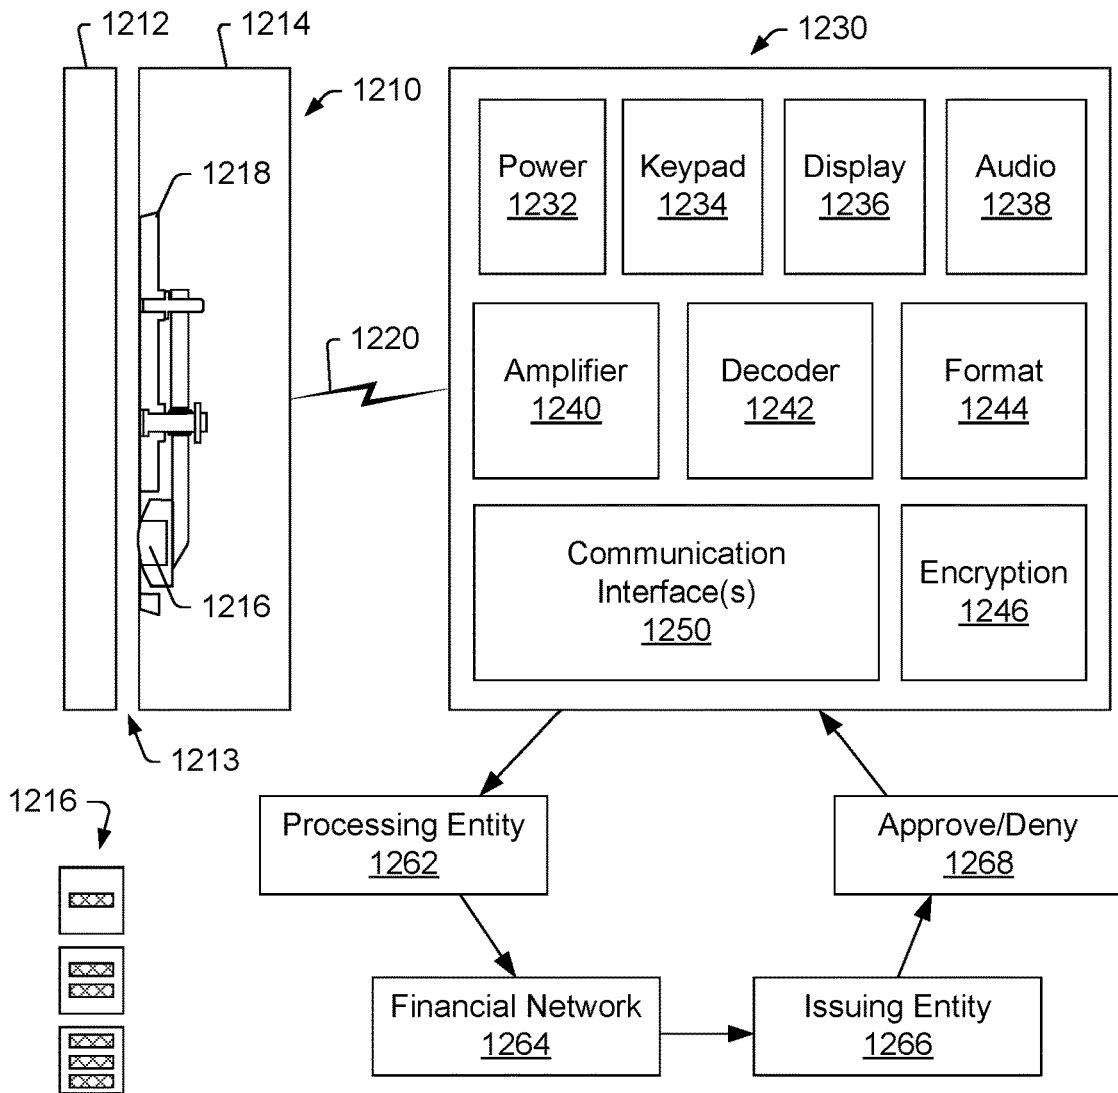 1212
1214
1230
1210
1218
Power
1232
Keypad
1234
Display
1236
Audio
1238
1220
Amplifier
1240
Decoder
1242
Format
1244
1216
Communication
Interface(s)
1250
Encryption
1246
1213
1216
Processing Entity
1262
Approve/Deny
1268
Financial Network
1264
Issuing Entity
1266